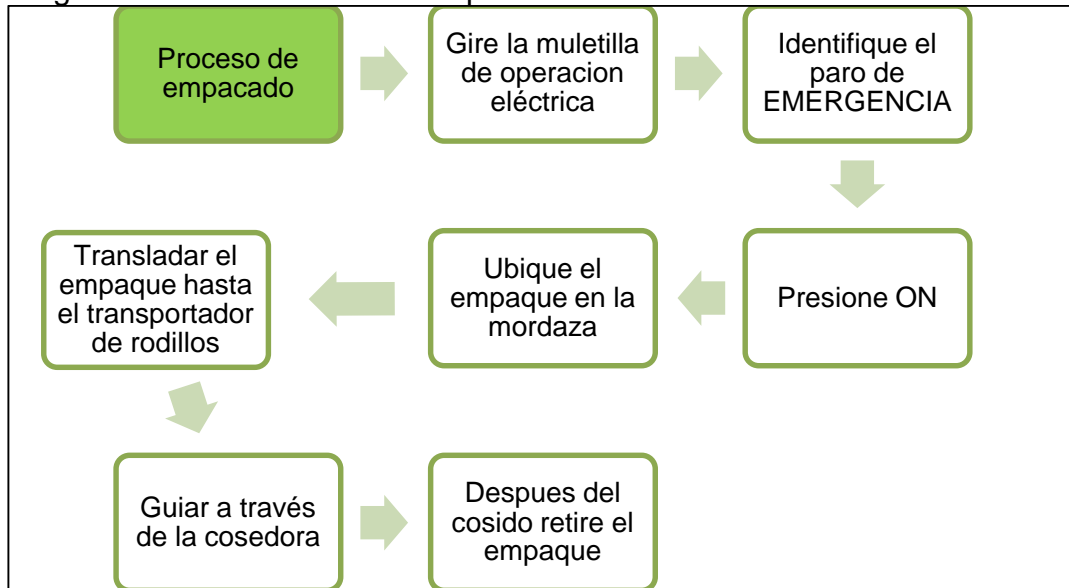 Proceso de
empacado
Gire la muletilla
de operacion
eléctrica
Identifique el
paro de
EMERGENCIA
Presione ON
Ubique el
empaque en la
mordaza
Transladar el
empaque hasta
el transportador
de rodillos
Guiar a través
de la cosedora
Despues del
cosido retire el
empaque